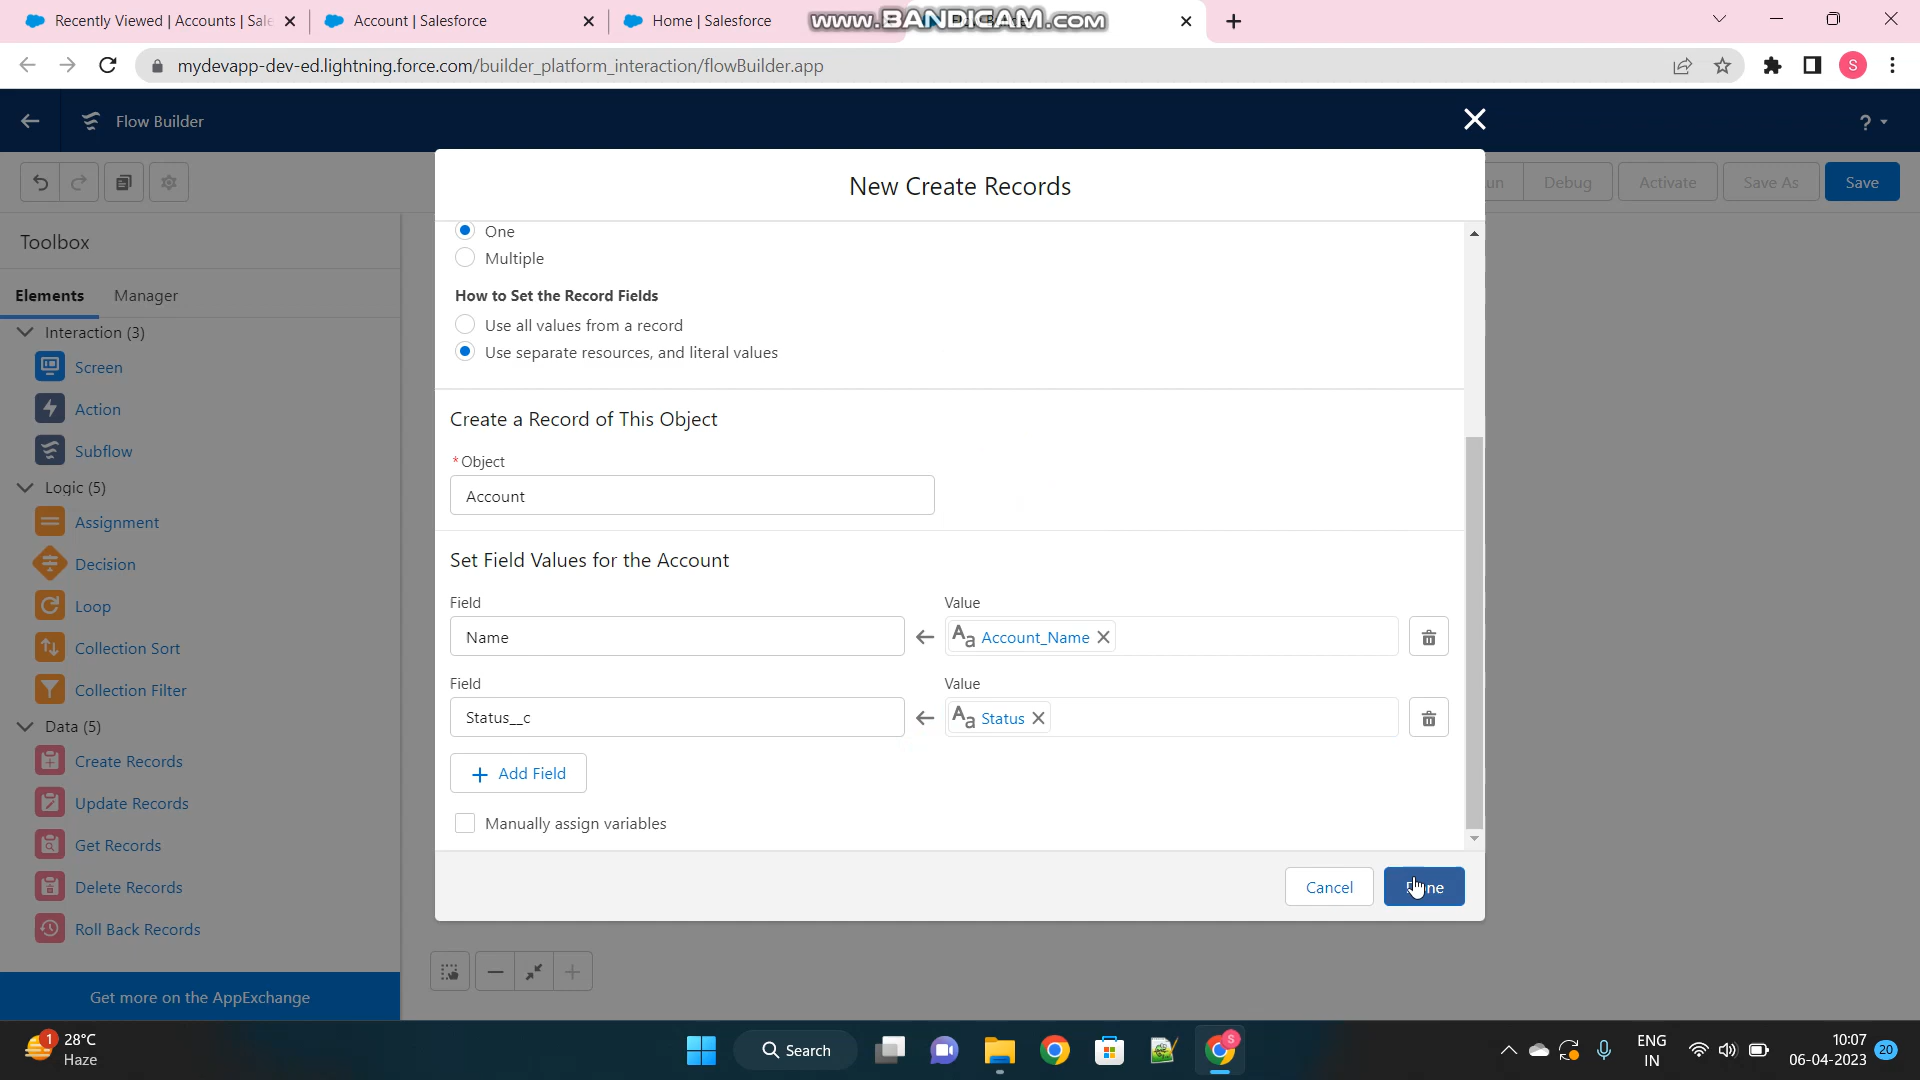 Recently Viewed | Accounts | Sale
Account | Salesforce
Home | Salesforce
www.BANDICAM.com
mydevapp-dev-ed.lightning.force.com/builder_platform_interaction/flowBuilder.app
S
Flow Builder
?
Debug
Activate
Save As
Save
New Create Records
Toolbox
Elements
Manager
Interaction (3)
Screen
Action
Subflow
Logic (5)
Assignment
Decision
Loop
Collection Sort
Collection Filter
Data (5)
Create Records
Update Records
Get Records
Delete Records
Roll Back Records
Get more on the AppExchange
One
Multiple
How to Set the Record Fields
Use all values from a record
Use separate resources, and literal values
Create a Record of This Object
*Object
Account
Set Field Values for the Account
Field
Value
Name
Aa Account_Name
Field
Value
Status__c
Aa Status
+ Add Field
Manually assign variables
Cancel
1
28°C
Haze
Search
S
ENG
IN
10:07
06-04-2023
20